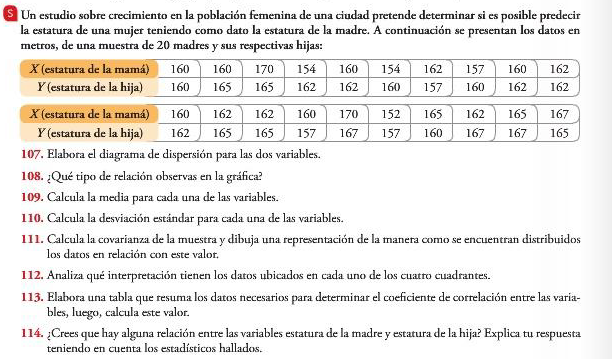 S Un estudio sobre crecimiento en la población femenina de una ciudad pretende determinar si es posible predecir
la estatura de una mujer teniendo como dato la estatura de la madre. A continuación se presentan los datos en
metros, de una muestra de 20 madres y sus respectivas hijas:
X (estatura de la mamá) 160 160 170 154 160 154 162 157 160 162
Y (estatura de la hija) 160 165 165 162 162 160 157 160 162 162
X (estatura de la mamá) 160 162 162 160 170 152 165 162 165 167
Y (estatura de la hija) 162 165 165 157 167 157 160 167 167 165
107. Elabora el diagrama de dispersión para las dos variables.
108. ¿Qué tipo de relación observas en la gráfica?
109. Calcula la media para cada una de las variables.
110. Calcula la desviación estándar para cada una de las variables.
111. Calcula la covarianza de la muestra y dibuja una representación de la manera como se encuentran distribuidos
los datos en relación con este valor.
112. Analiza qué interpretación tienen los datos ubicados en cada uno de los cuatro cuadrantes.
113. Elabora una tabla que resuma los datos necesarios para determinar el coeficiente de correlación entre las varia-
bles, luego, calcula este valor.
114. ¿Crees que hay alguna relación entre las variables estatura de la madre y estatura de la hija? Explica tu respuesta
teniendo en cuenta los estadísticos hallados.